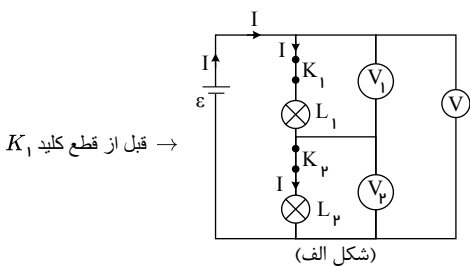 I
I I
K۱
V۱
V
ε
L۱
قبل از قطع کلید K۱ →
K۲
I
V۲
L۲
(شکل الف)